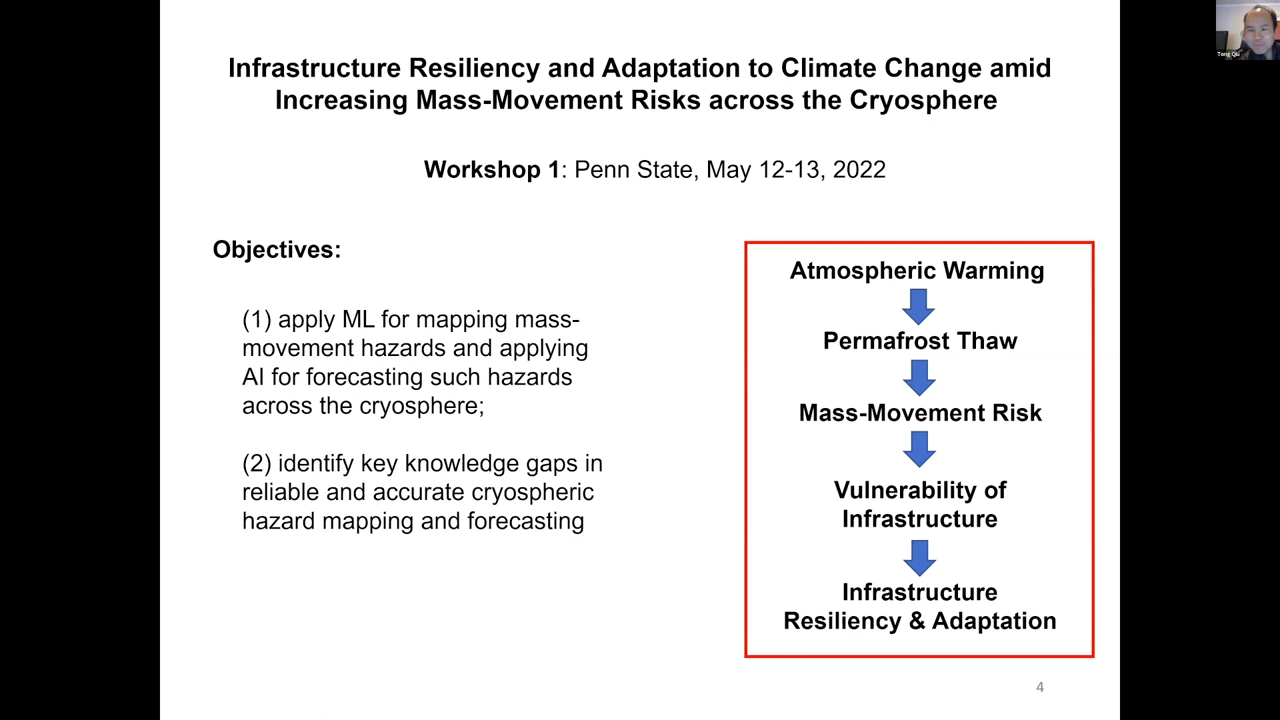 Infrastructure Resiliency and Adaptation to Climate Change amid
Increasing Mass-Movement Risks across the Cryosphere
Workshop 1: Penn State, May 12-13, 2022
Objectives:
(1) apply ML for mapping mass-
movement hazards and applying
AI for forecasting such hazards
across the cryosphere;
(2) identify key knowledge gaps in
reliable and accurate cryospheric
hazard mapping and forecasting
Atmospheric Warming
Permafrost Thaw
Mass-Movement Risk
Vulnerability of
Infrastructure
Infrastructure
Resiliency & Adaptation
4
Tong Qiu